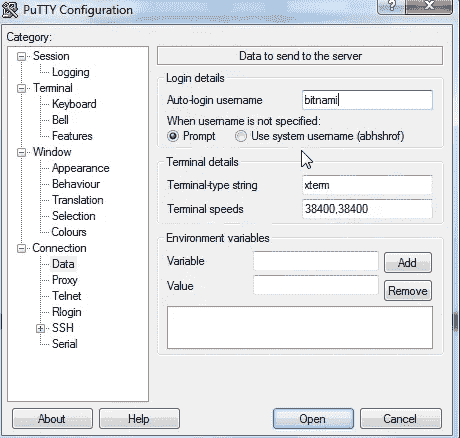 PuTTY Configuration
?
Category:
Session
Logging
Terminal
Keyboard
Bell
Features
Window
Appearance
Behaviour
Translation
Selection
Colours
Connection
Data
Proxy
Telnet
Rlogin
SSH
Serial
Data to send to the server
Login details
Auto-login username bitnami
When username is not specified:
Prompt Use system username (abhshrof)
Terminal details
Terminal-type string xterm
Terminal speeds 38400,38400
Environment variables
Variable Add
Value Remove
About Help Open Cancel